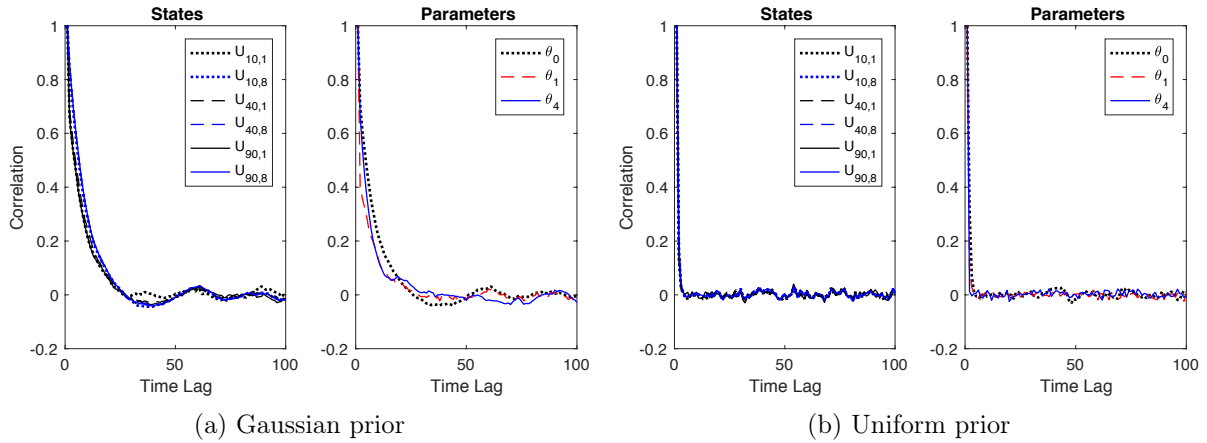 States
1
0.8
0.6
0.4
0.2
0
-0.2
Correlation
0 50 100
Time Lag
U10,1
U10,8
U40,1
U40,8
U90,1
U90,8
Parameters
1
0.8
0.6
0.4
0.2
0
-0.2
0 50 100
Time Lag
θ0
θ1
θ4
(a) Gaussian prior
States
1
0.8
0.6
0.4
0.2
0
-0.2
Correlation
0 50 100
Time Lag
U10,1
U10,8
U40,1
U40,8
U90,1
U90,8
Parameters
1
0.8
0.6
0.4
0.2
0
-0.2
0 50 100
Time Lag
θ0
θ1
θ4
(b) Uniform prior